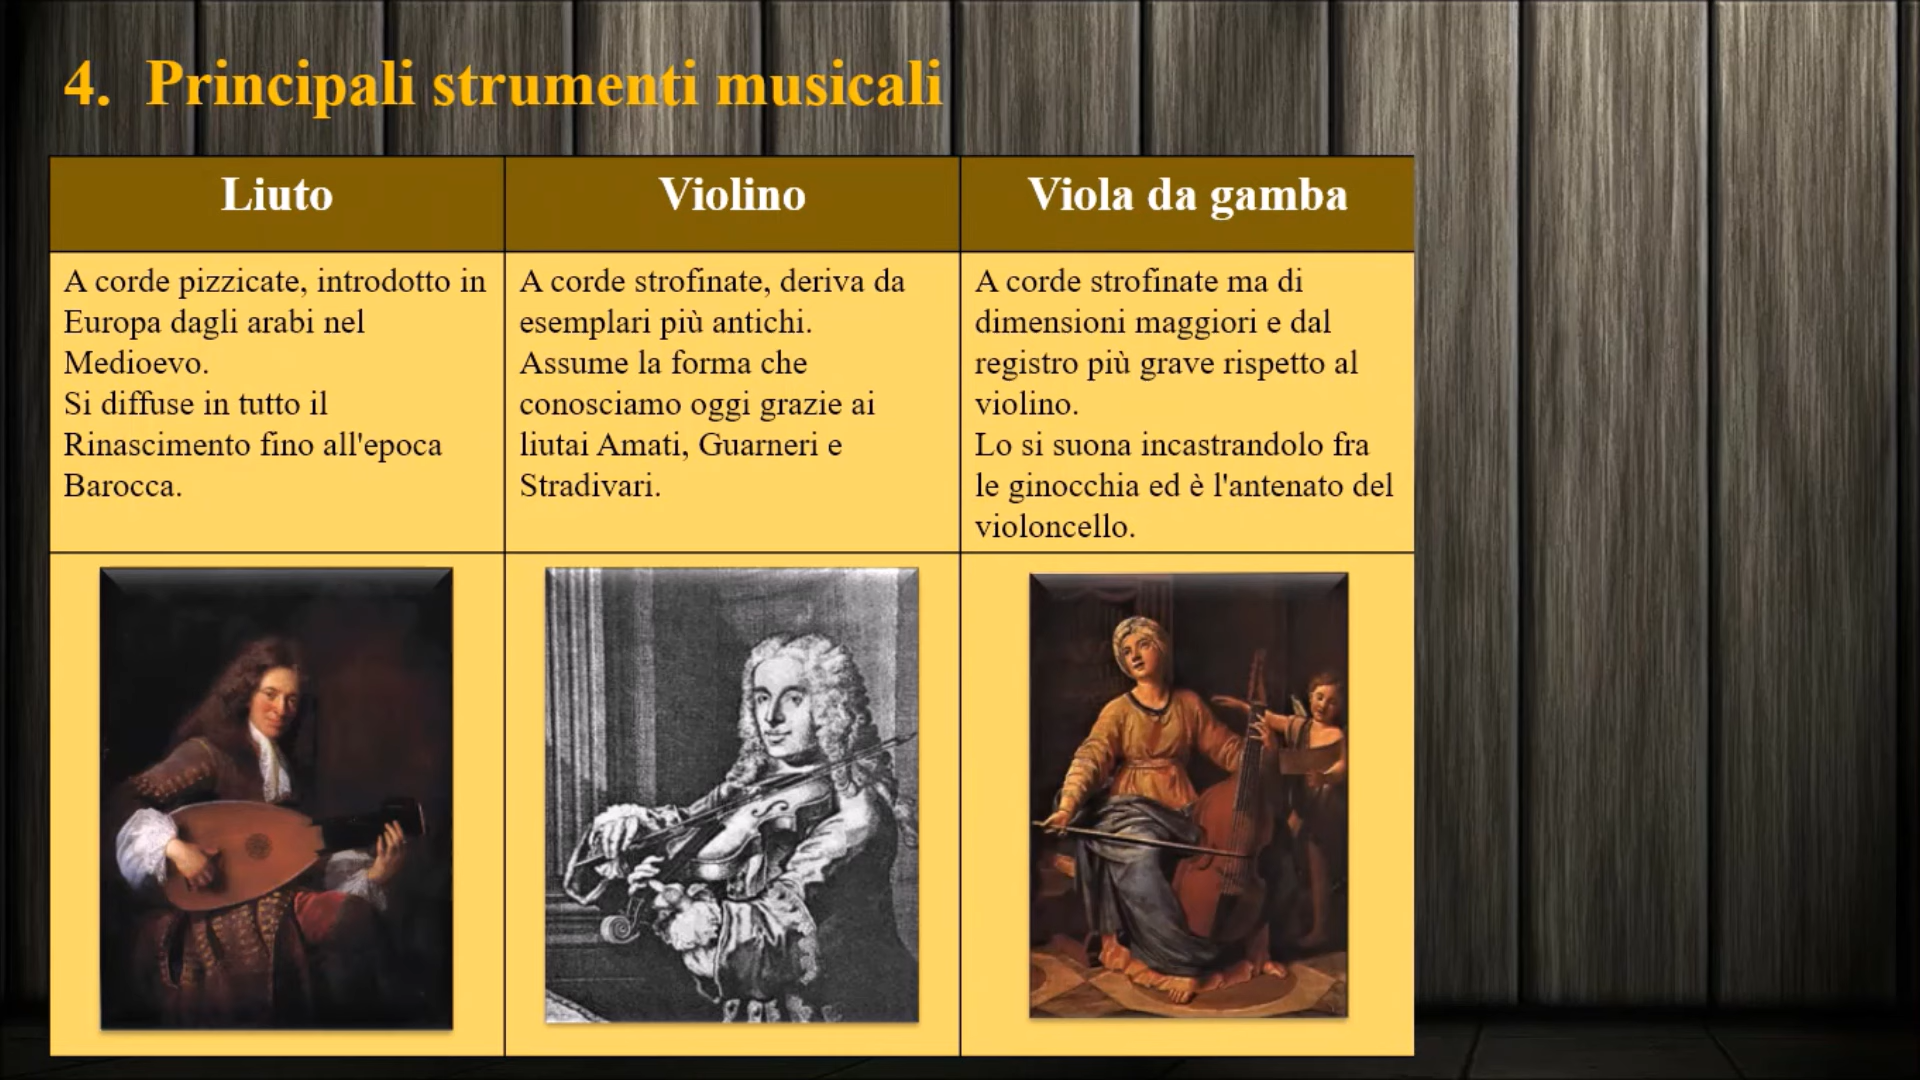 4. Principali strumenti musicali
Liuto
Violino
Viola da gamba
A corde pizzicate, introdotto in
Europa dagli arabi nel
Medioevo.
Si diffuse in tutto il
Rinascimento fino all'epoca
Barocca.
A corde strofinate, deriva da
esemplari più antichi.
Assume la forma che
conosciamo oggi grazie ai
liutai Amati, Guarneri e
Stradivari.
A corde strofinate ma di
dimensioni maggiori e dal
registro più grave rispetto al
violino.
Lo si suona incastrandolo fra
le ginocchia ed è l'antenato del
violoncello.